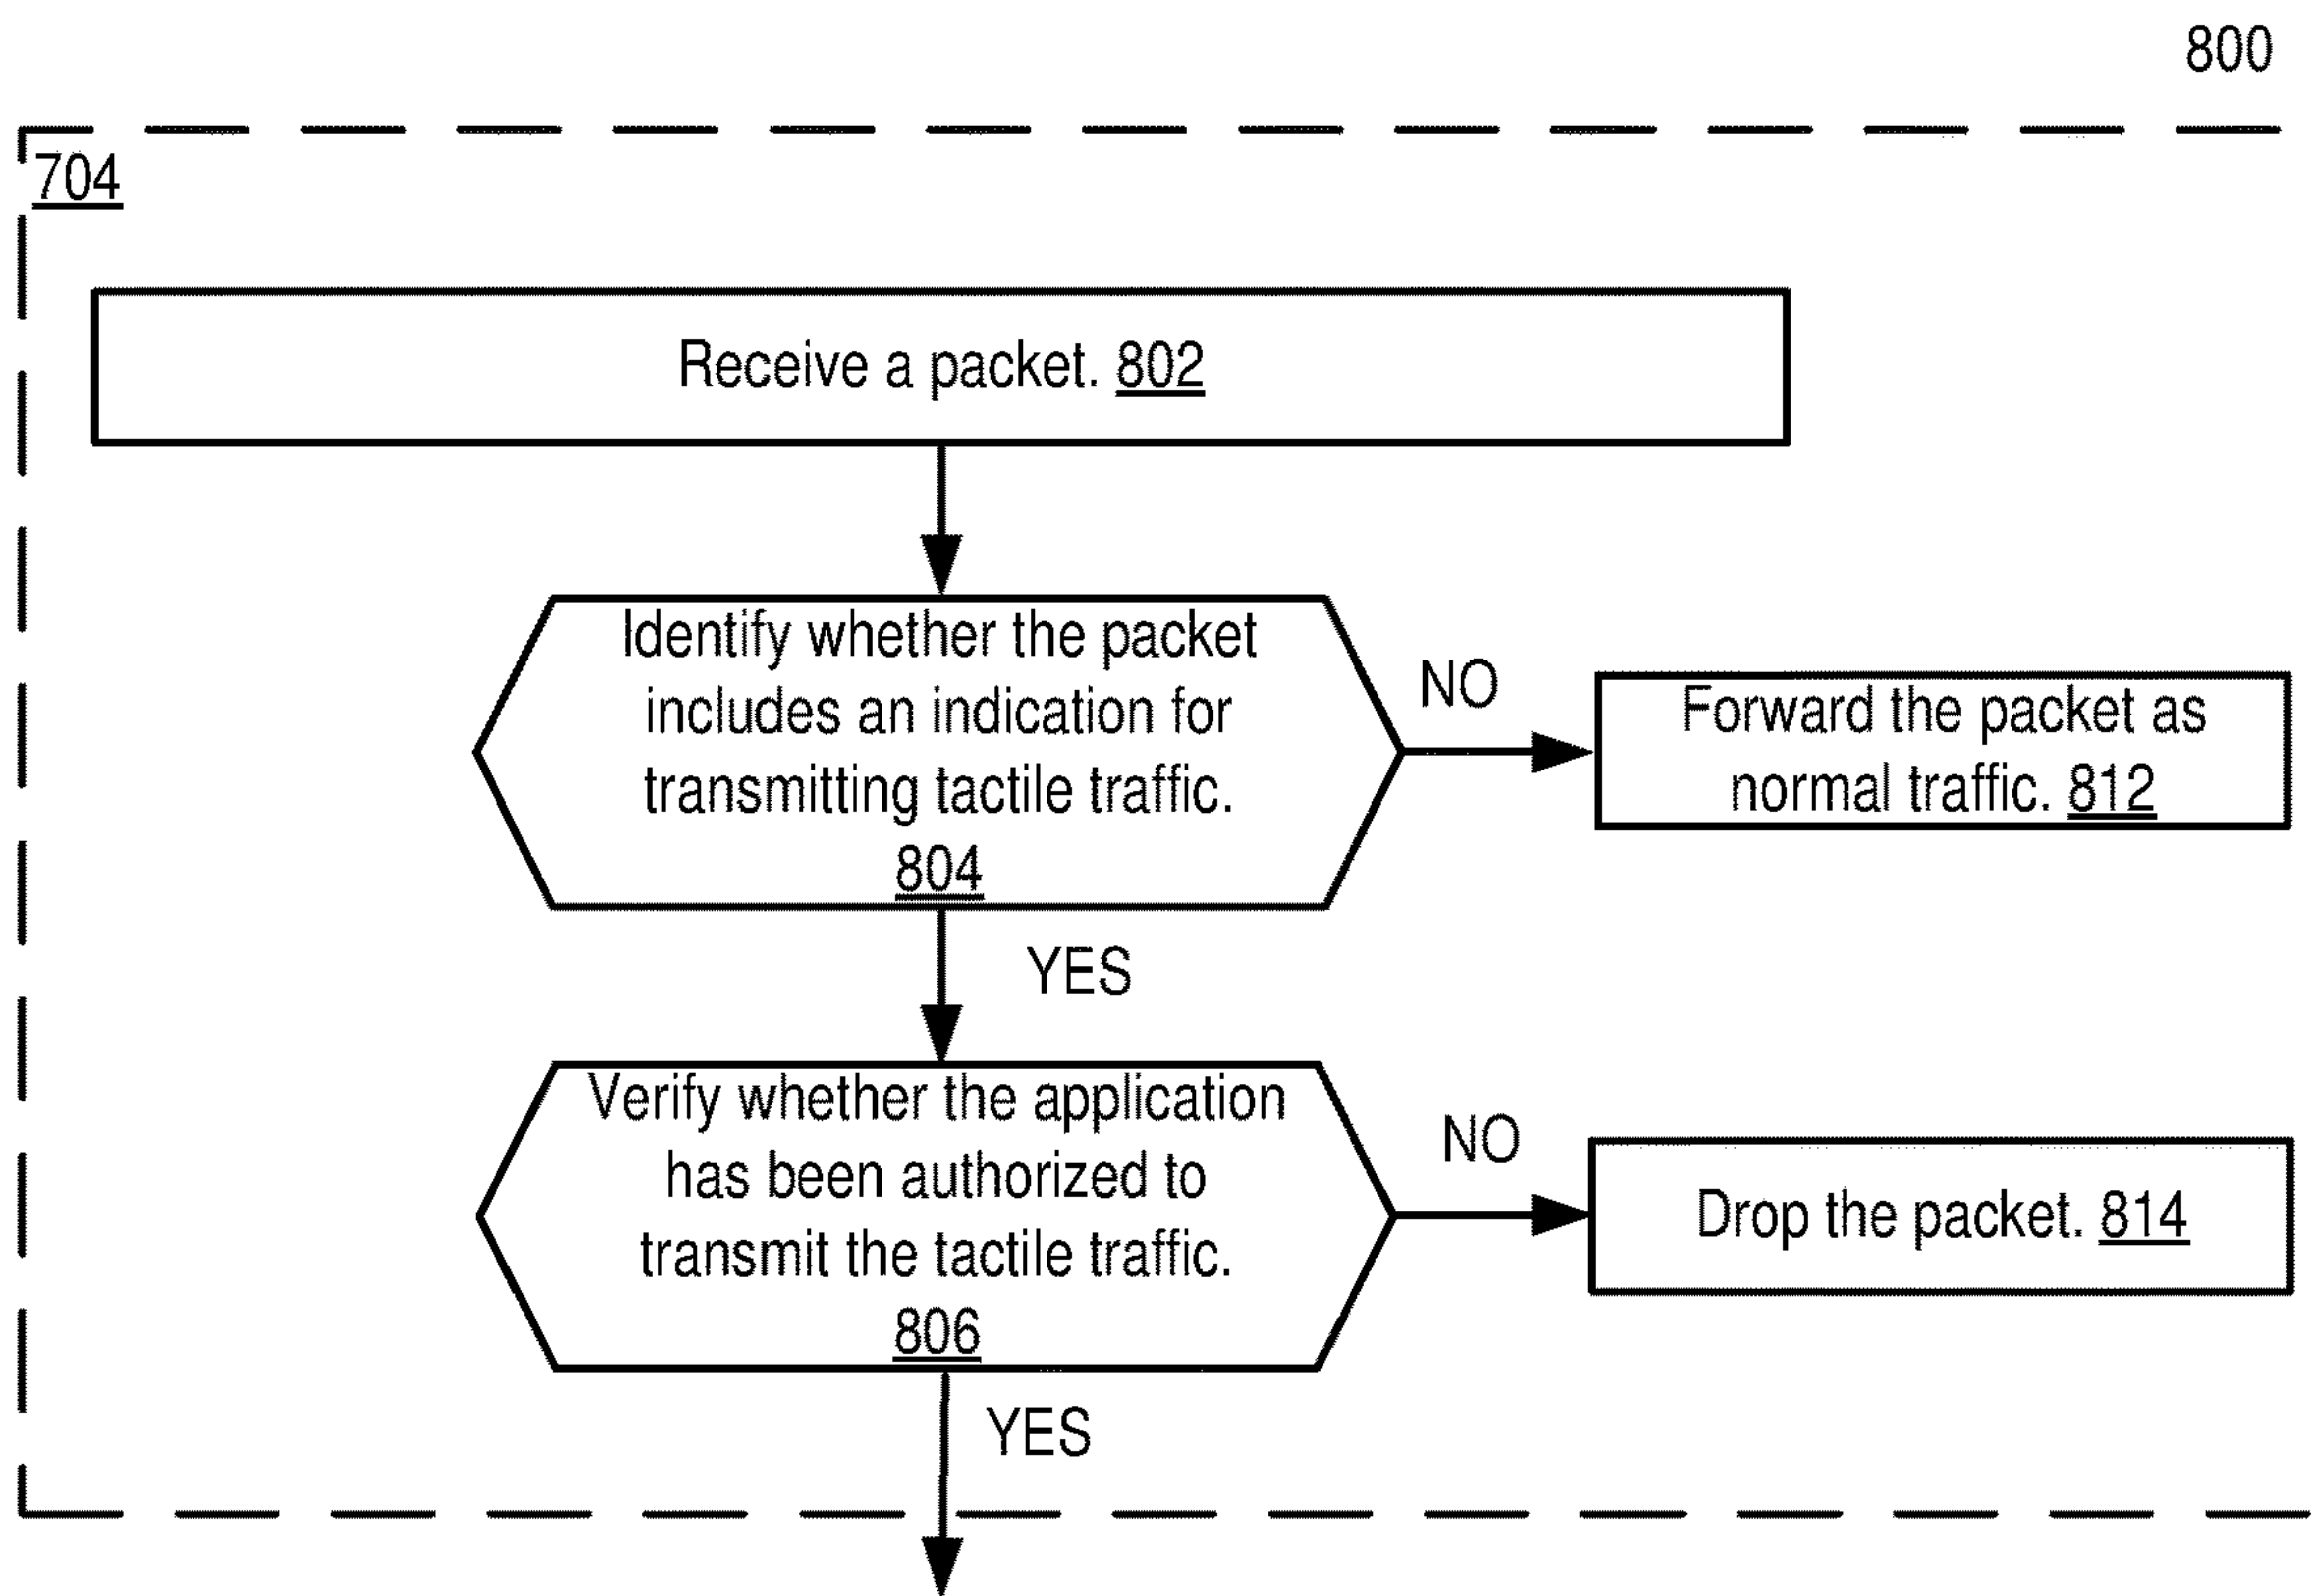 800
704
Receive a packet. 802
Identify whether the packet
includes an indication for
transmitting tactile traffic.
804
NO
Forward the packet as
normal traffic. 812
YES
Verify whether the application
has been authorized to
transmit the tactile traffic.
806
NO
Drop the packet. 814
YES